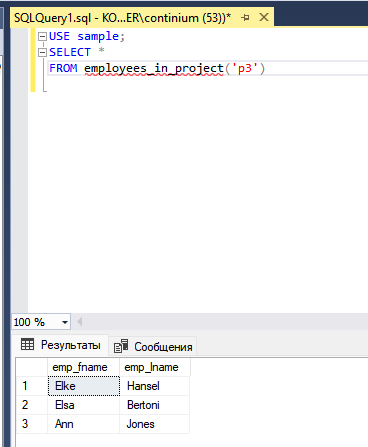 SQLQuery1.sql - KO...ER\continium (53))*
USE sample;
SELECT *
FROM employees_in_project('p3')
100 %
Результаты Сообщения
emp_fname emp_lname
1 Elke Hansel
2 Elsa Bertoni
3 Ann Jones